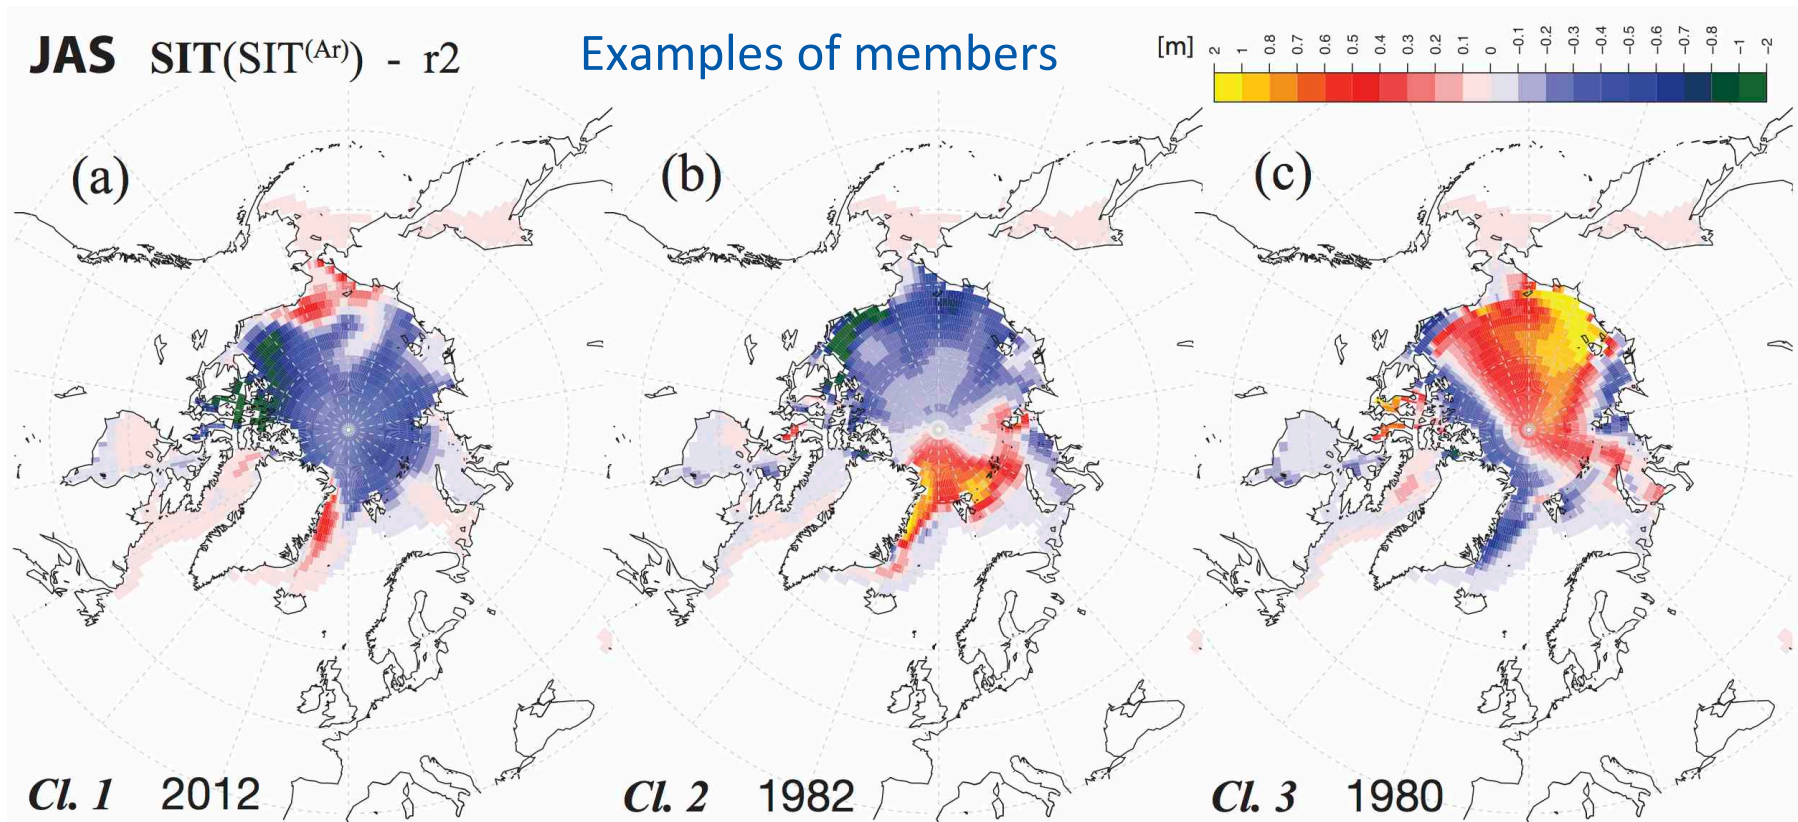 JAS SIT(SIT(Ar)) - r2
Examples of members
[m] 2 1 0.8 0.7 0.6 0.5 0.4 0.3 0.2 0.1 0 -0.1 -0.2 -0.3 -0.4 -0.5 -0.6 -0.7 -0.8 -1 -2
(a) (b) (c)
Cl. 1 2012 Cl. 2 1982 Cl. 3 1980